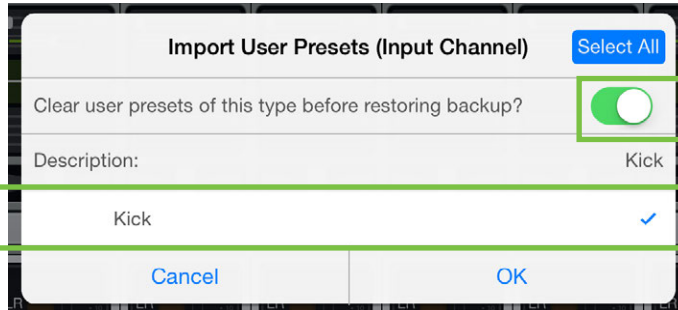 Import User Presets (Input Channel) Select All
Clear user presets of this type before restoring backup?
Description: Kick
Kick
Cancel OK